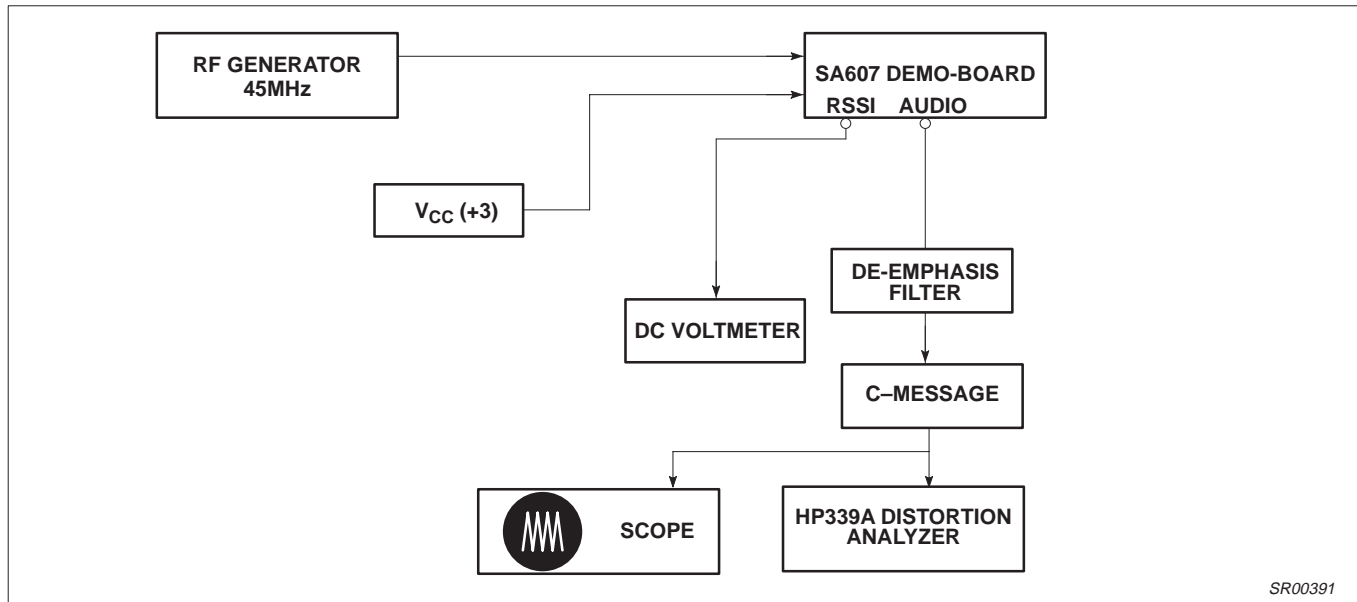 RF GENERATOR
45MHz
SA607 DEMO-BOARD
RSSI AUDIO
VCC (+3)
DE-EMPHASIS
FILTER
DC VOLTMETER
C–MESSAGE
SCOPE
HP339A DISTORTION
ANALYZER
SR00391